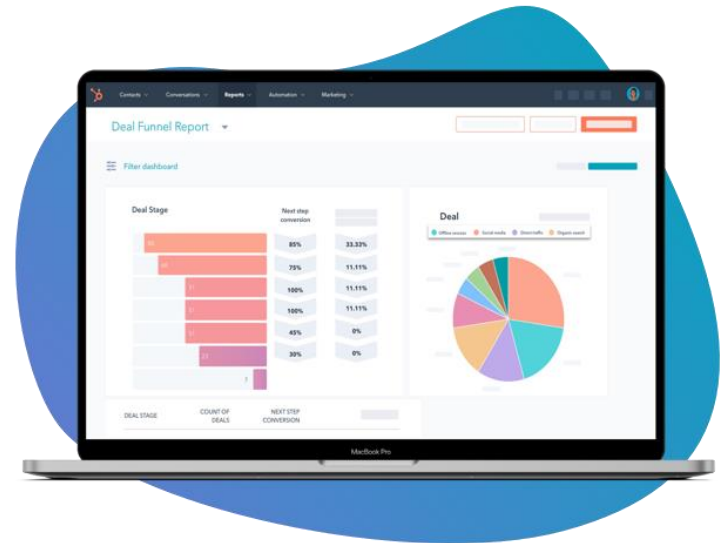 Contacts
Conversations
Reports
Automation
Marketing
Deal Funnel Report
Filter dashboard
Deal Stage
Next step
conversion
85%
33.33%
75%
11.11%
100%
11.11%
100%
11.11%
45%
0%
30%
0%
Deal
Offline sources
Social media
Direct traffic
Organic search
DEAL STAGE
COUNT OF
DEALS
NEXT STEP
CONVERSION
MacBook Pro